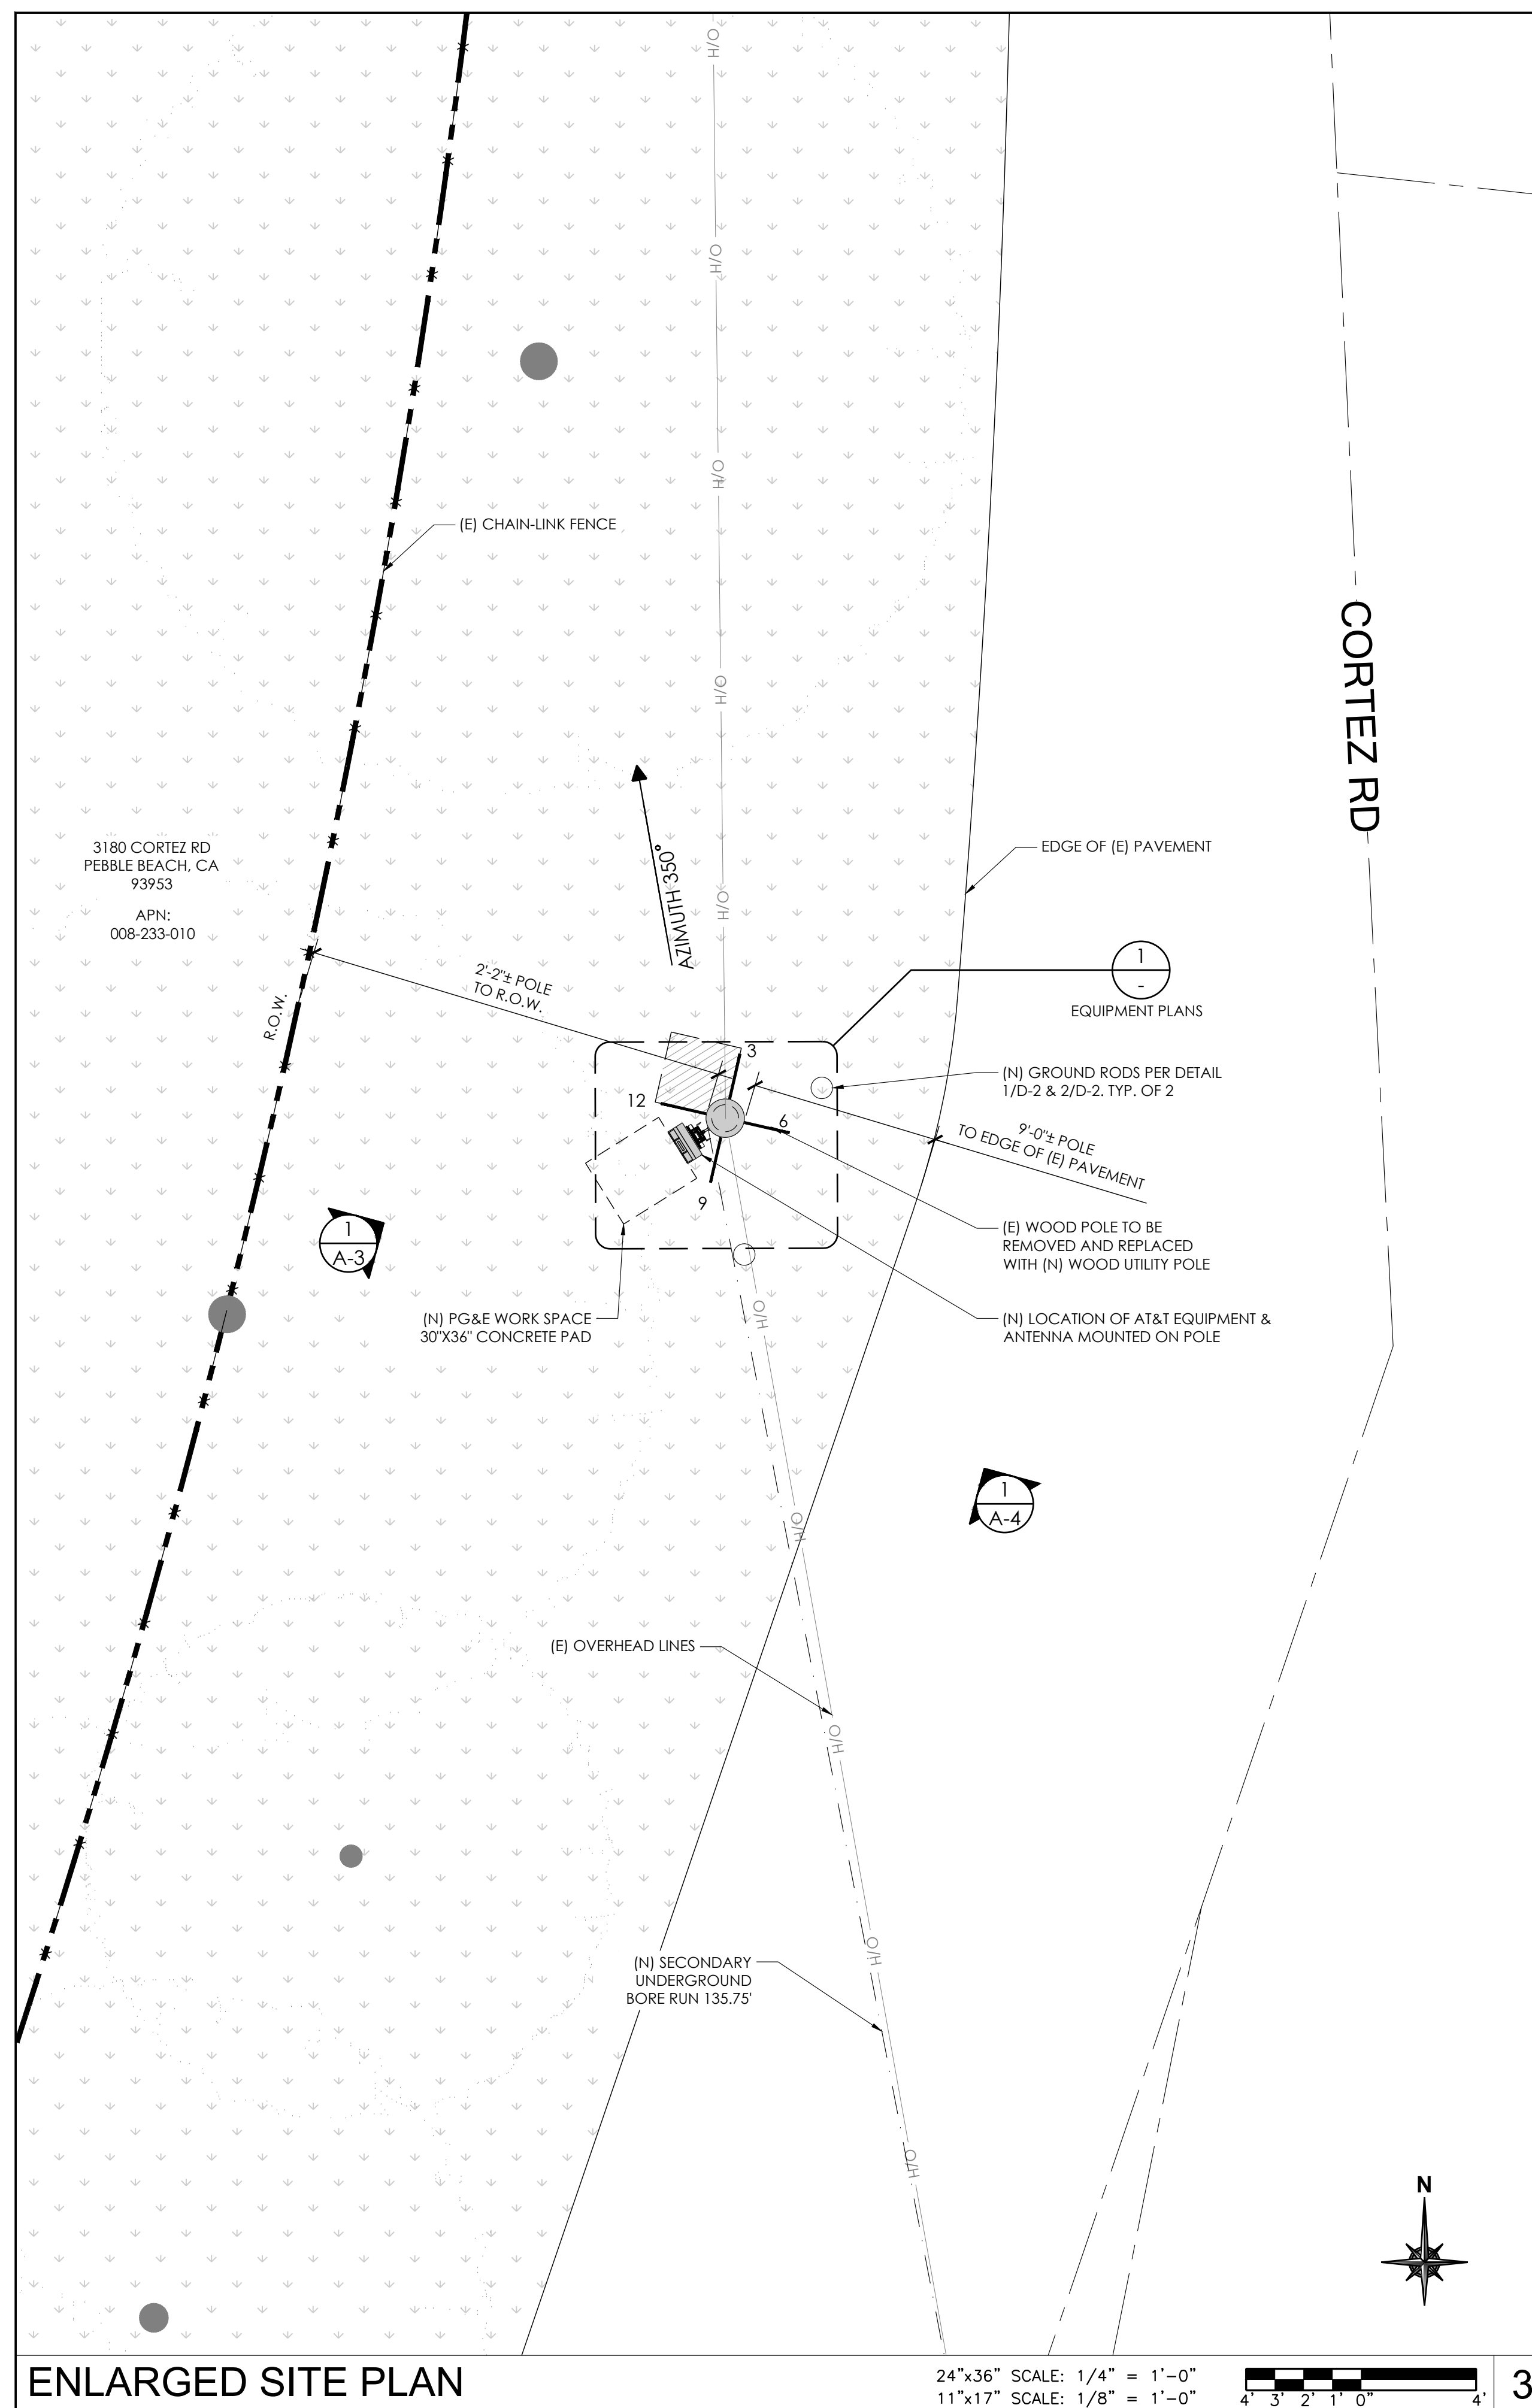 O/H
O/H
O/H
(E) CHAIN-LINK FENCE
O/H
CORTEZ RD
3180 CORTEZ RD
PEBBLE BEACH, CA
93953
APN:
008-233-010
AZIMUTH 350°
O/H
EDGE OF (E) PAVEMENT
1
-
EQUIPMENT PLANS
2'-2"± POLE
TO R.O.W.
R.O.W.
3
12
6
9
(N) GROUND RODS PER DETAIL
1/D-2 & 2/D-2. TYP. OF 2
9'-0"± POLE
TO EDGE OF (E) PAVEMENT
1
A-3
(E) WOOD POLE TO BE
REMOVED AND REPLACED
WITH (N) WOOD UTILITY POLE
(N) PG&E WORK SPACE
30"X36" CONCRETE PAD
O/H
(N) LOCATION OF AT&T EQUIPMENT &
ANTENNA MOUNTED ON POLE
1
A-4
O/H
(E) OVERHEAD LINES
O/H
(N) SECONDARY
UNDERGROUND
BORE RUN 135.75'
O/H
O/H
N
ENLARGED SITE PLAN
24"x36" SCALE: 1/4" = 1'-0"
11"x17" SCALE: 1/8" = 1'-0"
4' 3' 2' 1' 0" 4'
3